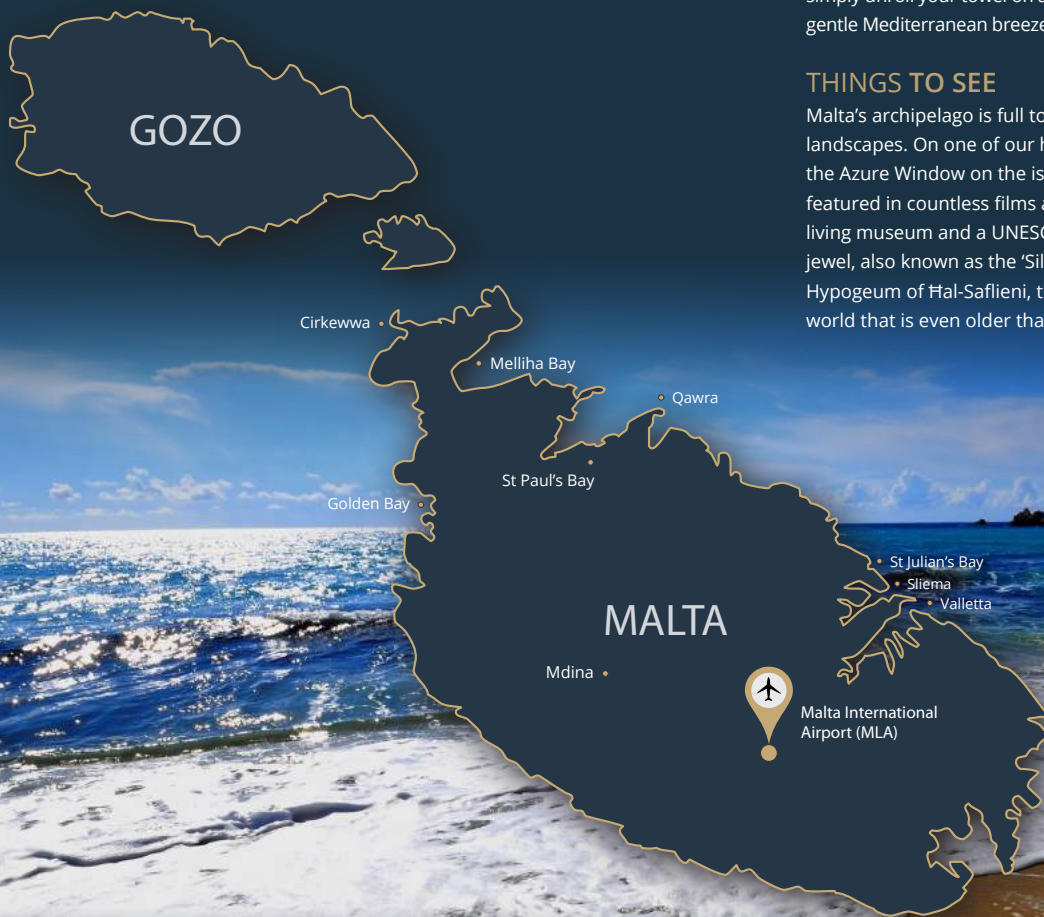 gentle Mediterranean breeze
THINGS TO SEE
Malta’s archipelago is full to
landscapes. On one of our h
the Azure Window on the is
featured in countless films a
living museum and a UNESC
jewel, also known as the ‘Sil
Hypogeum of Ħal-Saflieni, t
world that is even older tha
GOZO
Cirkewwa
Melliha Bay
Qawra
St Paul’s Bay
Golden Bay
St Julian’s Bay
Sliema
Valletta
MALTA
Mdina
Malta International
Airport (MLA)